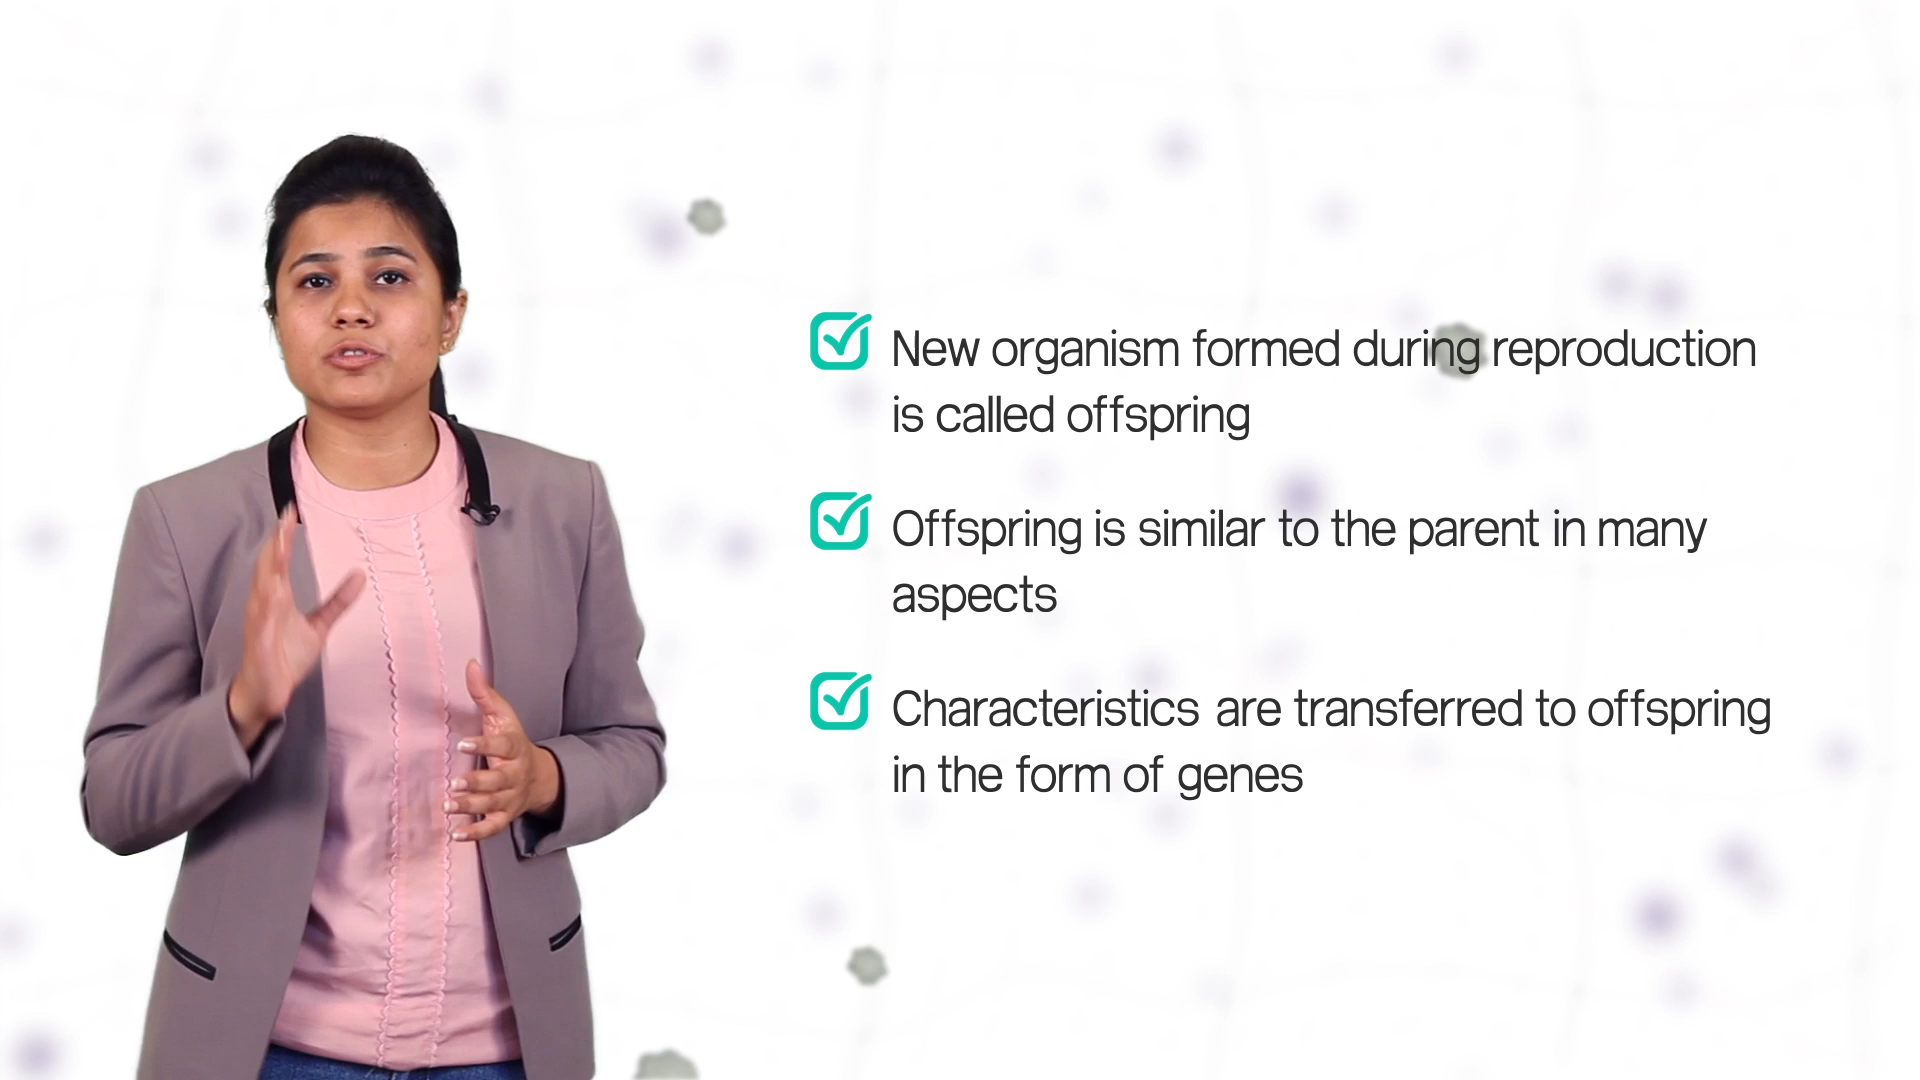 New organism formed during reproduction
is called offspring
Offspring is similar to the parent in many
aspects
Characteristics are transferred to offspring
in the form of genes